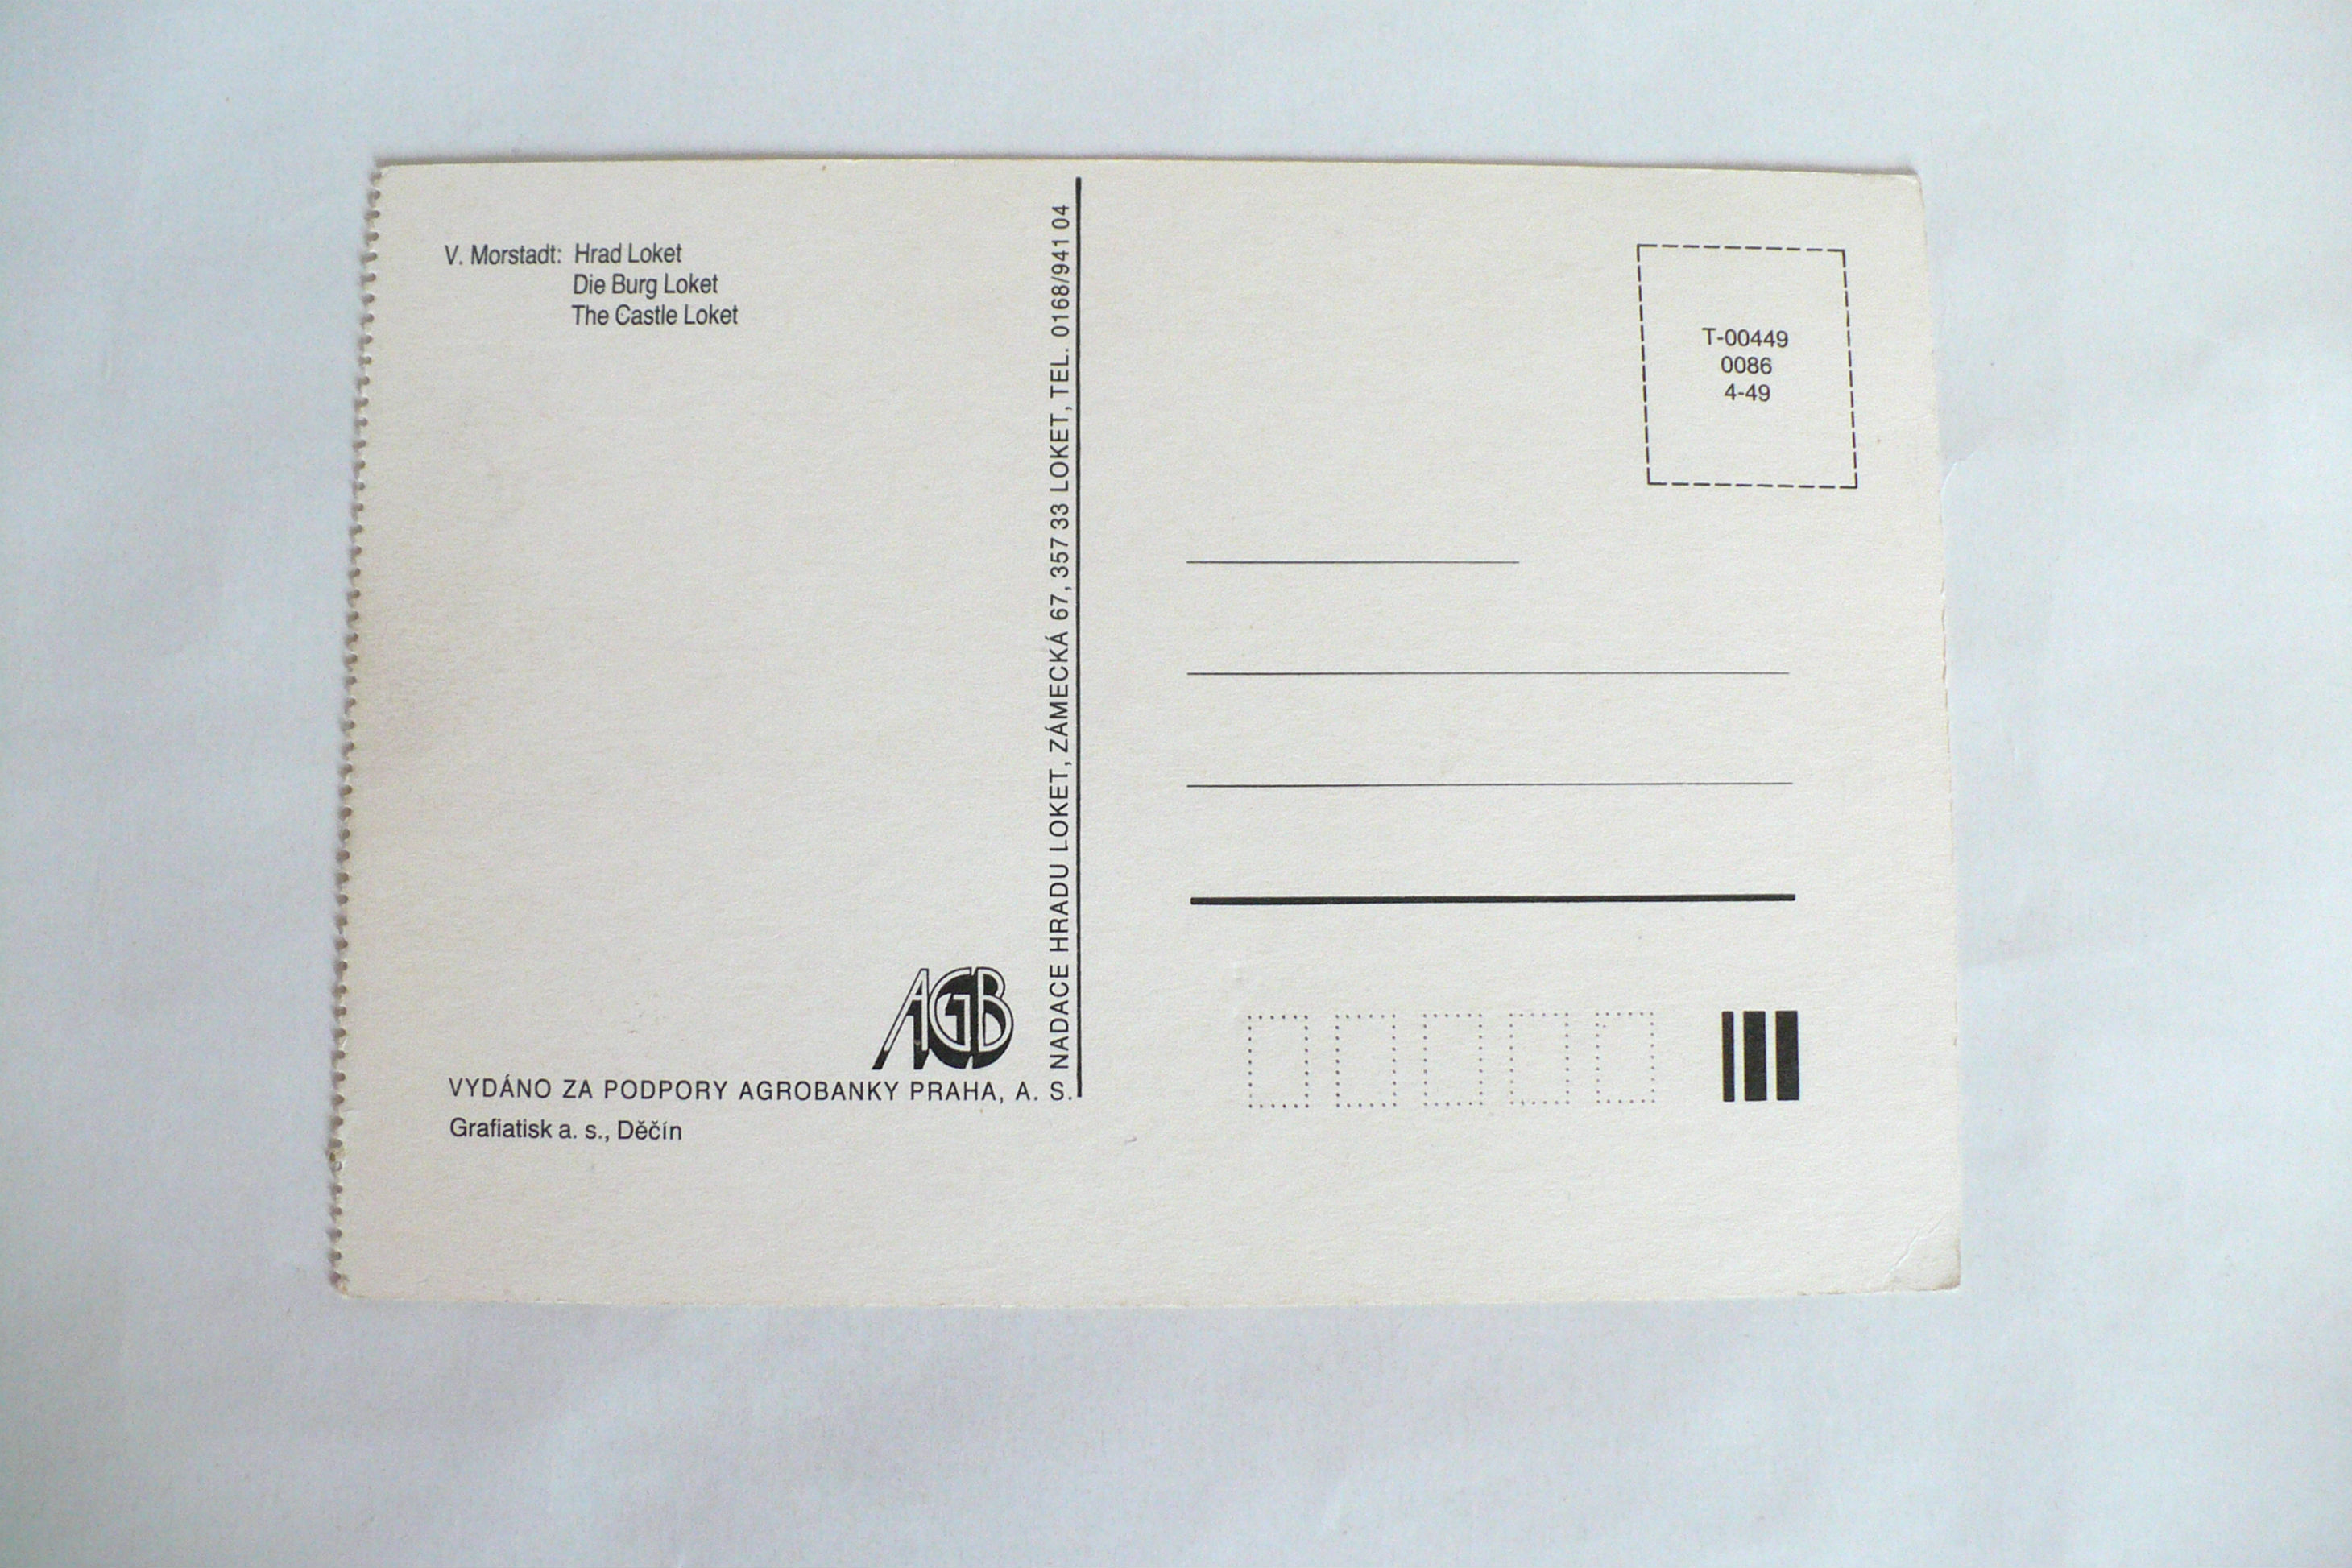 V. Morstadt: Hrad Loket
Die Burg Loket
The Castle Loket
AGB
VYDÁNO ZA PODPORY AGROBANKY PRAHA, A. S.
Grafiatisk a. s., Děčín
NADACE HRADU LOKET, ZÁMECKÁ 67, 357 33 LOKET, TEL. 0168/941 04
T-00449
0086
4-49